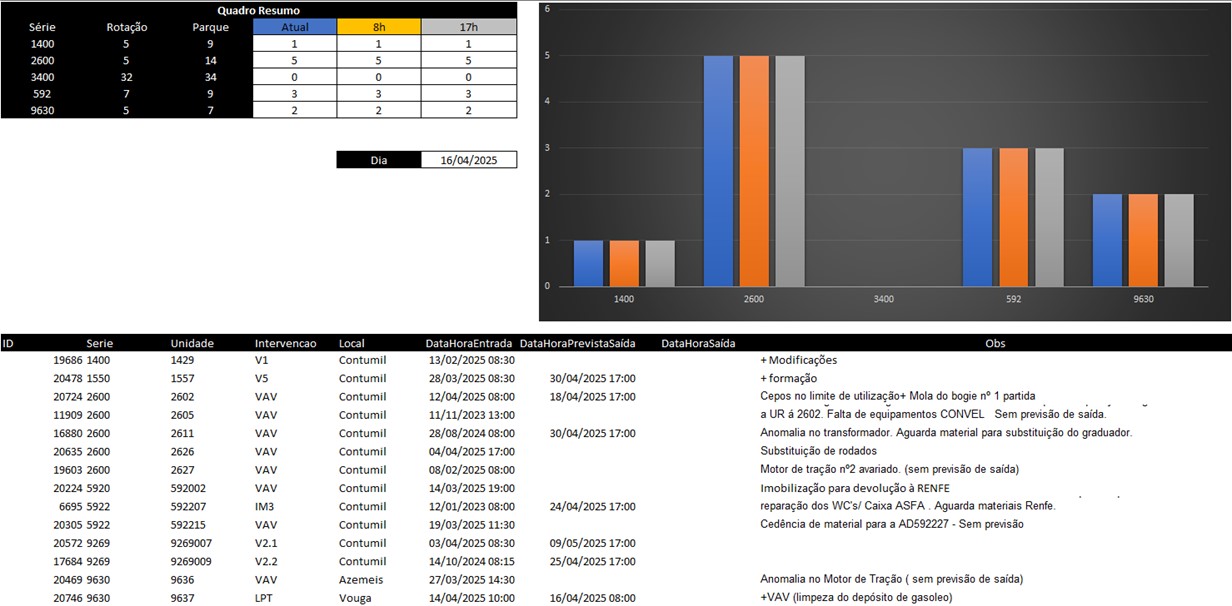 Quadro Resumo
Série Rotação Parque Atual 8h 17h
1400 5 9 1 1 1
2600 5 14 5 5 5
3400 32 34 0 0 0
592 7 9 3 3 3
9630 5 7 2 2 2
Dia 16/04/2025
6
5
4
3
2
1
0
1400 2600 3400 592 9630
ID Serie Unidade Intervencao Local DataHoraEntrada DataHoraPrevistaSaída DataHoraSaída Obs
19686 1400 1429 V1 Contumil 13/02/2025 08:30 + Modificações
20478 1550 1557 V5 Contumil 28/03/2025 08:30 30/04/2025 17:00 + formação
20724 2600 2602 VAV Contumil 12/04/2025 08:00 18/04/2025 17:00 Cepos no limite de utilização+ Mola do bogie nº 1 partida
11909 2600 2605 VAV Contumil 11/11/2023 13:00 a UR á 2602. Falta de equipamentos CONVEL Sem previsão de saída.
16880 2600 2611 VAV Contumil 28/08/2024 08:00 30/04/2025 17:00 Anomalia no transformador. Aguarda material para substituição do graduador.
20635 2600 2626 VAV Contumil 04/04/2025 17:00 Substituição de rodados
19603 2600 2627 VAV Contumil 08/02/2025 08:00 Motor de tração nº2 avariado. (sem previsão de saída)
20224 5920 592002 VAV Contumil 14/03/2025 19:00 Imobilização para devolução à RENFE
6695 5922 592207 IM3 Contumil 12/01/2023 08:00 24/04/2025 17:00 reparação dos WC's/ Caixa ASFA . Aguarda materiais Renfe.
20305 5922 592215 VAV Contumil 19/03/2025 11:30 Cedência de material para a AD592227 - Sem previsão
20572 9269 9269007 V2.1 Contumil 03/04/2025 08:30 09/05/2025 17:00
17684 9269 9269009 V2.2 Contumil 14/10/2024 08:15 25/04/2025 17:00
20469 9630 9636 VAV Azemeis 27/03/2025 14:30 Anomalia no Motor de Tração ( sem previsão de saída)
20746 9630 9637 LPT Vouga 14/04/2025 10:00 16/04/2025 08:00 +VAV (limpeza do depósito de gasoleo)